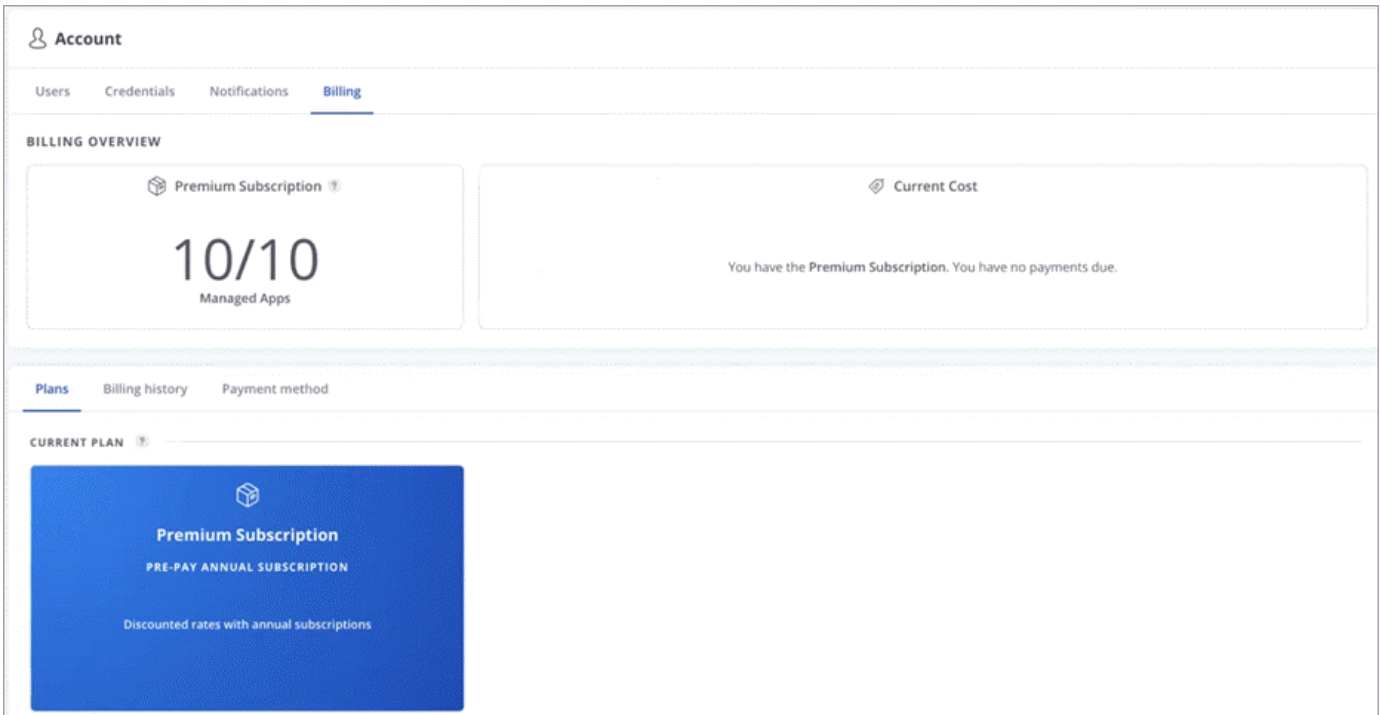 Account
Users Credentials Notifications Billing
BILLING OVERVIEW
Premium Subscription ?
10/10
Managed Apps
Current Cost
You have the Premium Subscription. You have no payments due.
Plans Billing history Payment method
CURRENT PLAN ?
Premium Subscription
PRE-PAY ANNUAL SUBSCRIPTION
Discounted rates with annual subscriptions